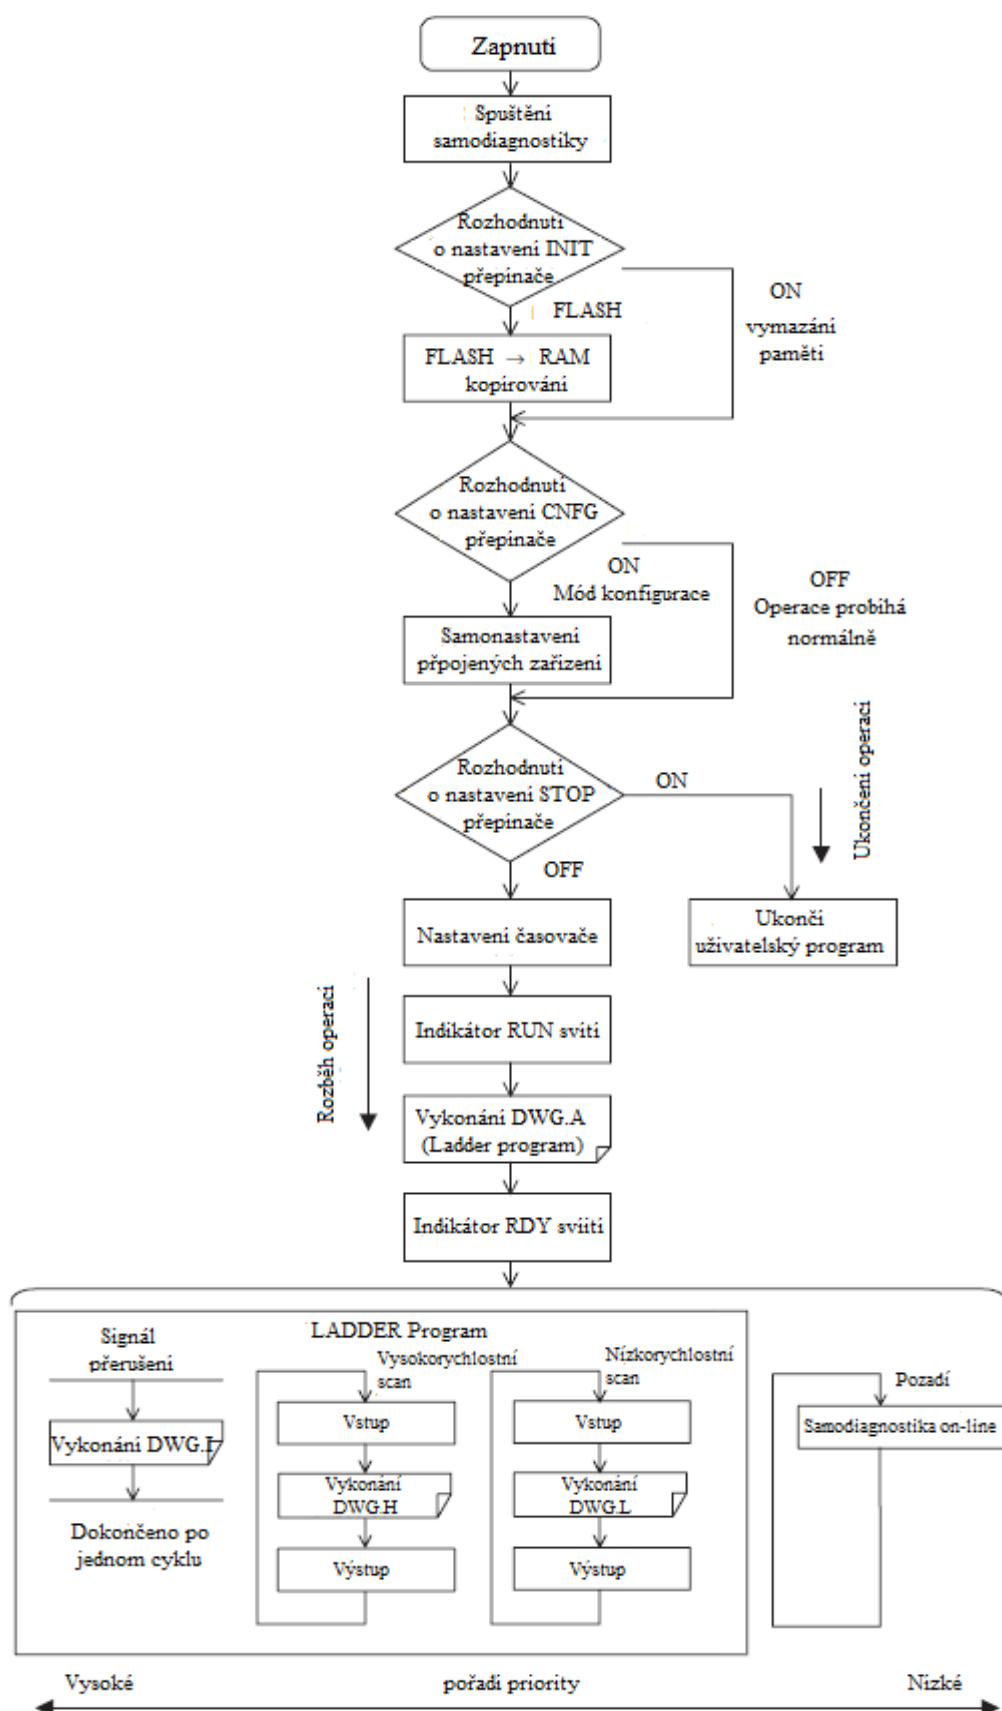 Zapnutí
Spuštění
samodiagnostiky
Rozhodnutí
o nastavení INIT
přepínače
ON
vymazání
paměti
FLASH
FLASH → RAM
kopírování
Rozhodnutí
o nastavení CNFG
přepínače
ON
Mód konfigurace
OFF
Operace probíhá
normálně
Samonastavení
přpojených zařízení
Rozhodnutí
o nastavení STOP
přepínače
ON
Ukončení operací
OFF
Nastavení časovače
Ukončí
uživatelský program
Rozběh operací
Indikátor RUN svítí
Vykonání DWG.A
(Ladder program)
Indikátor RDY sviítí
LADDER Program
Signál
přerušení
Vykonání DWG.I
Dokončeno po
jednom cyklu
Vysokorychlostní
scan
Vstup
Vykonání
DWG.H
Výstup
Nízkorychlostní
scan
Vstup
Vykonání
DWG.L
Výstup
Pozadí
Samodiagnostika on-line
Vysoké
pořadí priority
Nízké